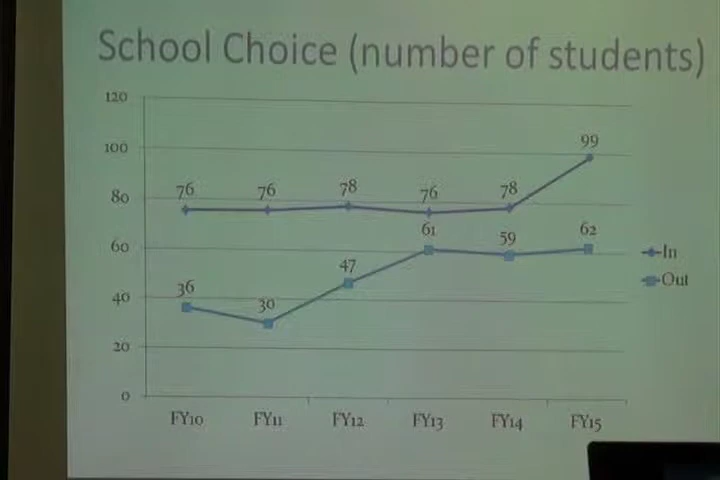 School Choice (number of students)
120
100
80
60
40
20
0
76 76 78 76 78 99
36 30 47 61 59 62
FY10 FY11 FY12 FY13 FY14 FY15
In
Out